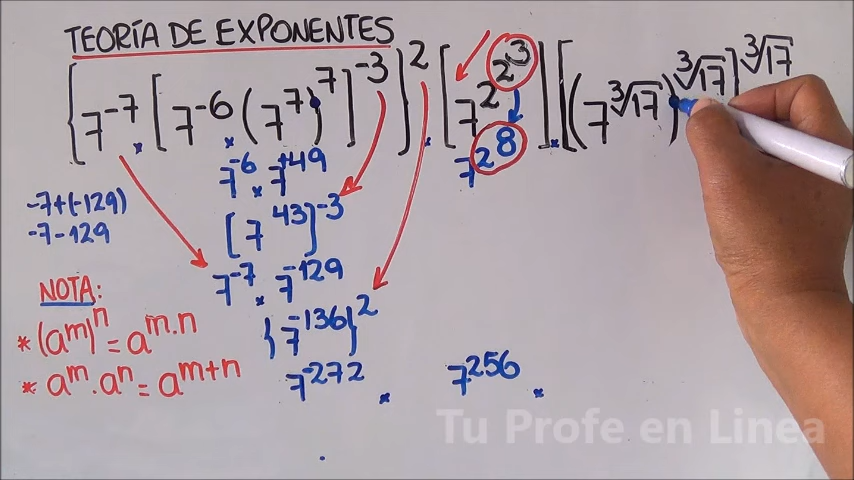 TEORÍA DE EXPONENTES
{7^-7 . [7^-6 . (7^7)^7]^-3}^2 . [7^2^2^3] . [(7^∛17)^∛17]^∛17
7^-6 . 7^+49
7^2^8
[7^43]^-3
-7+(-129)
-7-129
7^-7 . 7^-129
NOTA:
{7^-136}^2
* (a^m)^n = a^m.n
* a^m . a^n = a^m+n
7^-272 . 7^256 .
Tu Profe en Linea